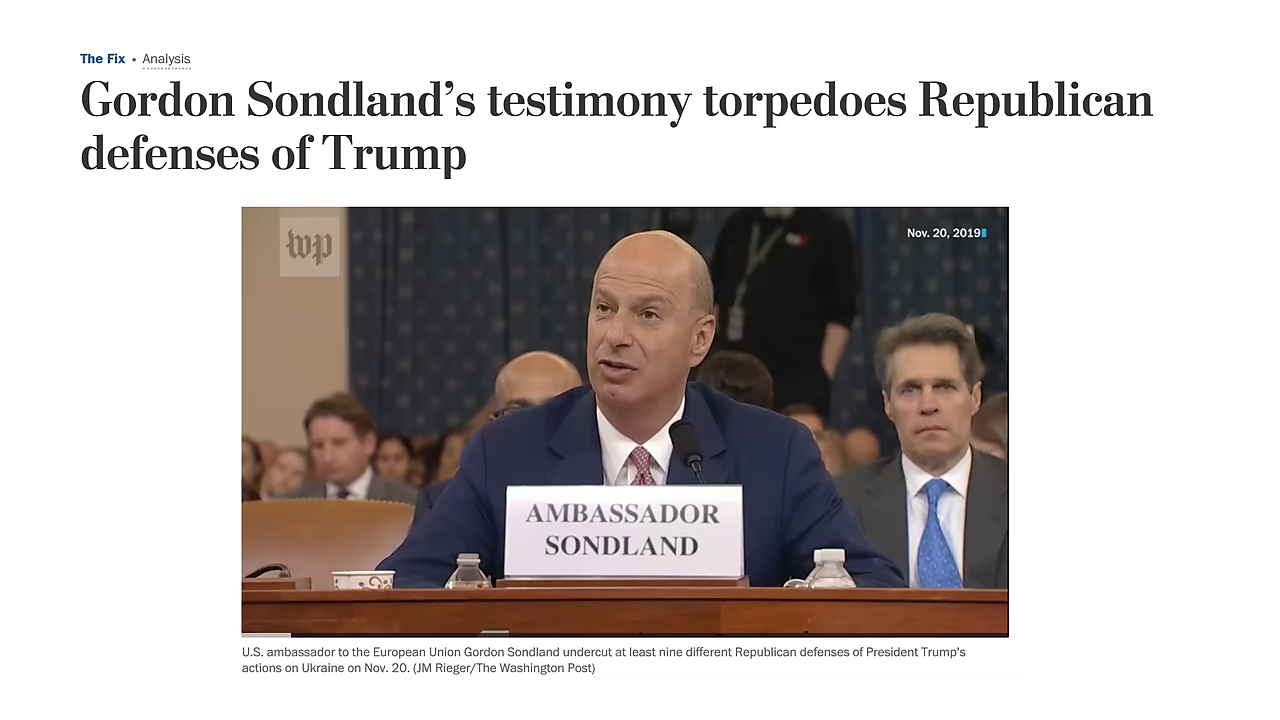 The Fix • Analysis
Gordon Sondland’s testimony torpedoes Republican
defenses of Trump
wp
Nov. 20, 2019
AMBASSADOR
SONDLAND
U.S. ambassador to the European Union Gordon Sondland undercut at least nine different Republican defenses of President Trump’s
actions on Ukraine on Nov. 20. (JM Rieger/The Washington Post)